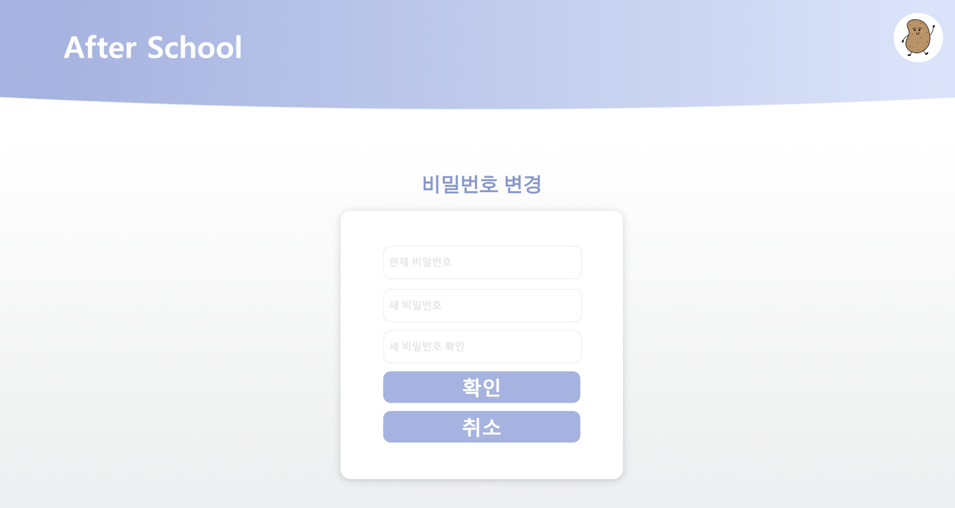 After School
비밀번호 변경
현재 비밀번호
새 비밀번호
새 비밀번호 확인
확인
취소